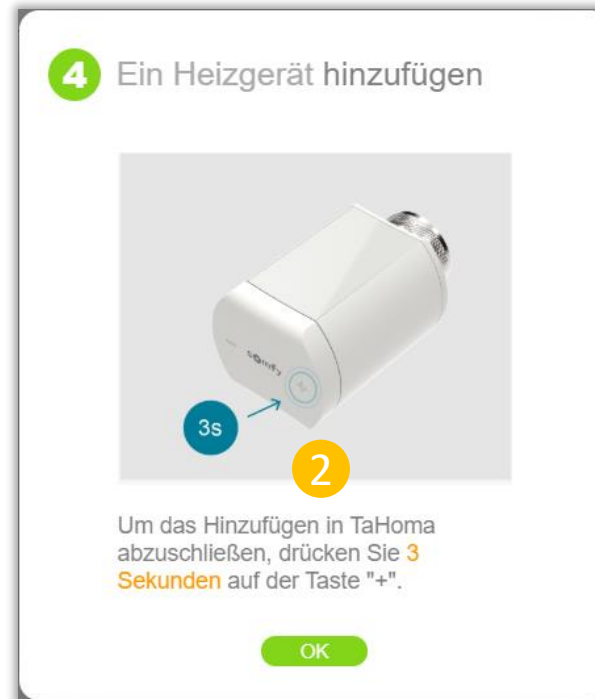 4 Ein Heizgerät hinzufügen
somfy
3s
2
Um das Hinzufügen in TaHoma
abzuschließen, drücken Sie 3
Sekunden auf der Taste "+".
OK